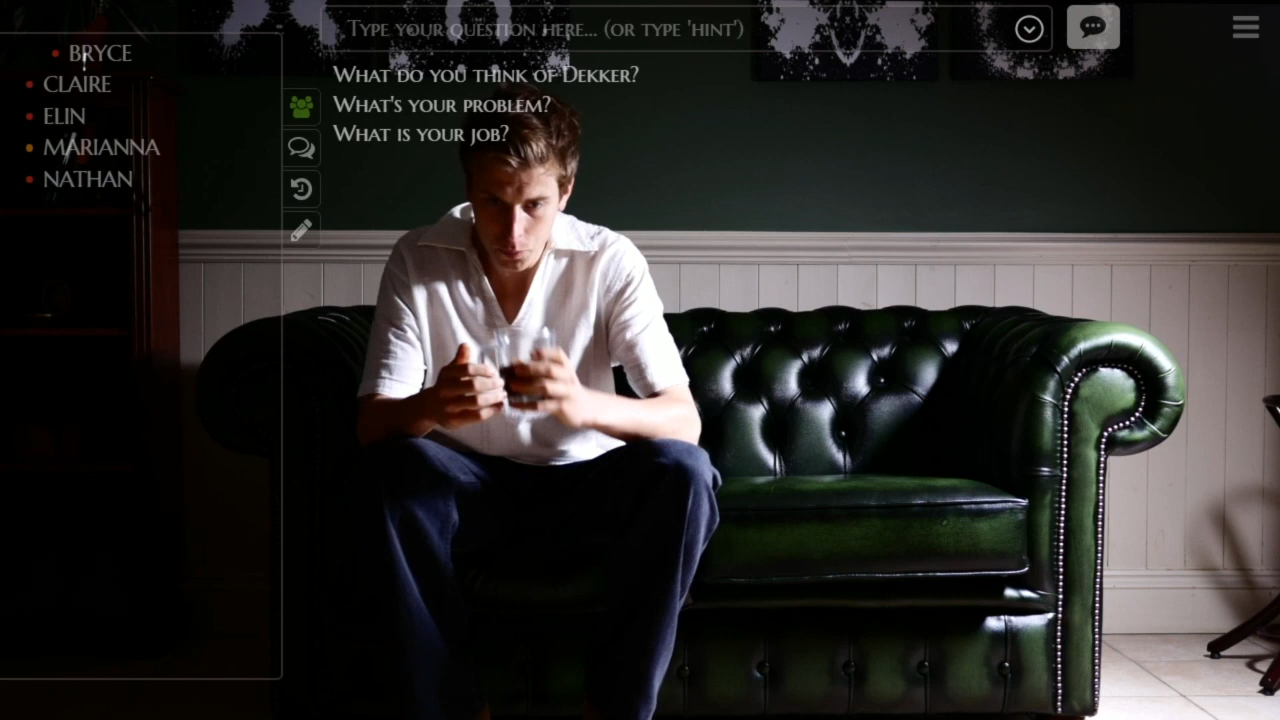 Type your question here... (or type 'hint')
What do you think of Dekker?
What's your problem?
What is your job?
BRYCE
CLAIRE
ELIN
MARIANNA
NATHAN